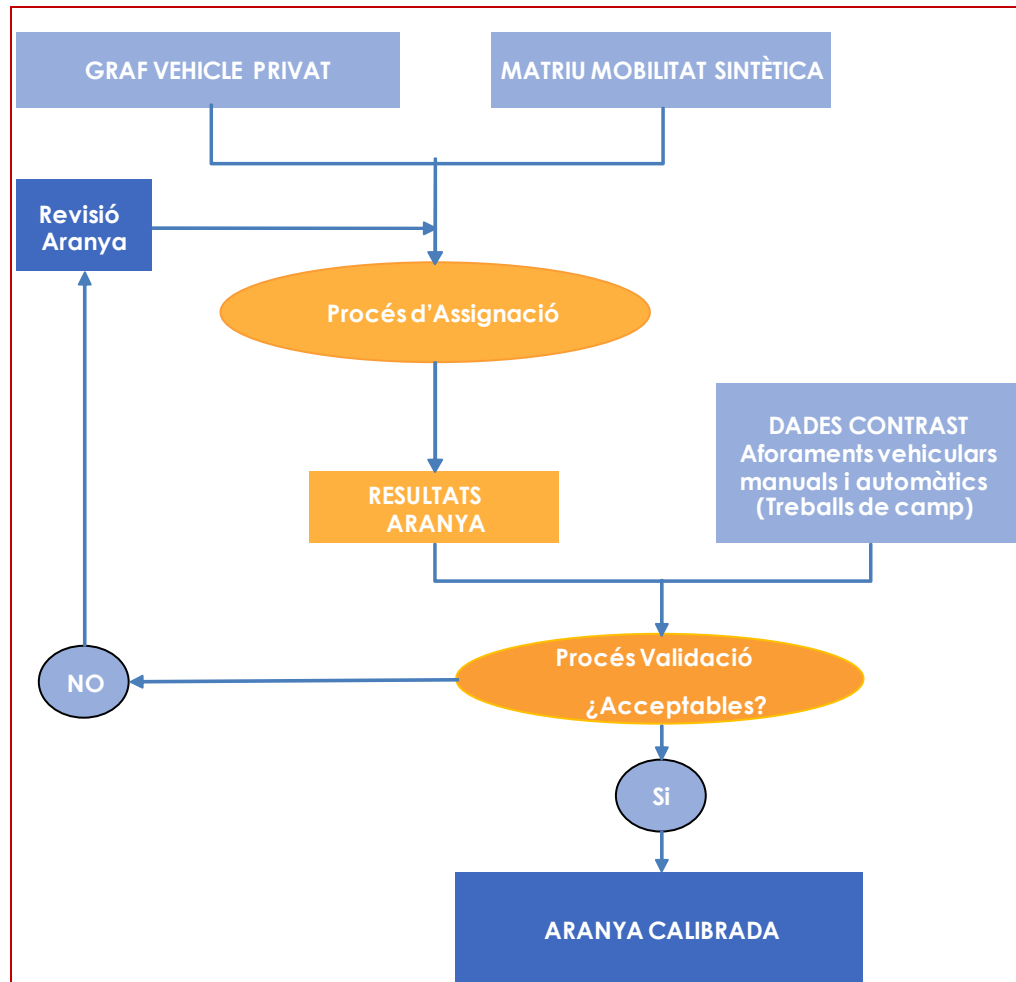 GRAF VEHICLE PRIVAT
MATRIU MOBILITAT SINTÈTICA
Revisió
Aranya
Procés d’Assignació
DADES CONTRAST
Aforaments vehiculars
manuals i automàtics
(Treballs de camp)
RESULTATS
ARANYA
Procés Validació
¿Acceptables?
NO
Si
ARANYA CALIBRADA